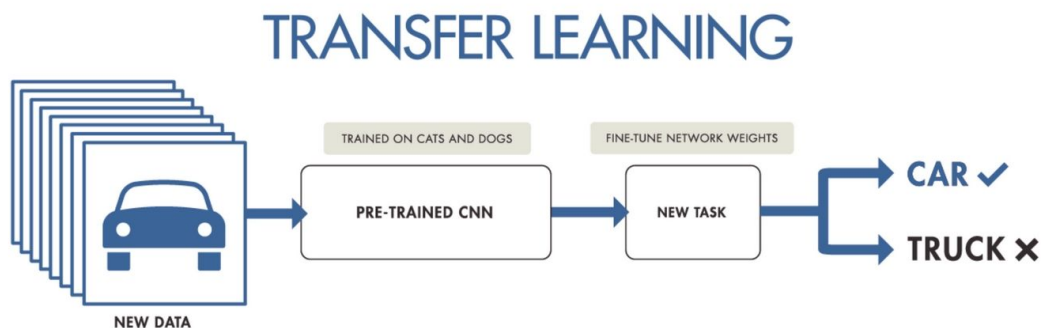 TRANSFER LEARNING
TRAINED ON CATS AND DOGS
FINE-TUNE NETWORK WEIGHTS
PRE-TRAINED CNN
NEW TASK
CAR
TRUCK
NEW DATA